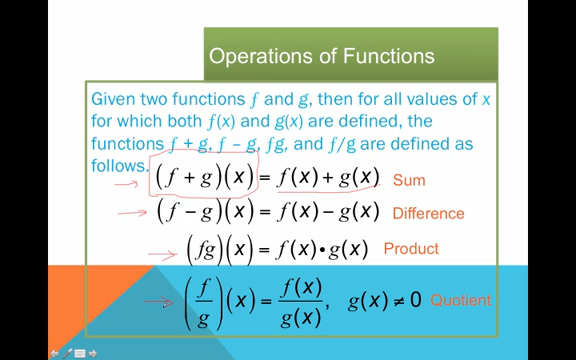 Operations of Functions
Given two functions f and g, then for all values of x
for which both f(x) and g(x) are defined, the
functions f + g, f – g, fg, and f/g are defined as
follows.
(f + g)(x) = f(x) + g(x) Sum
(f − g)(x) = f(x) − g(x) Difference
(fg)(x) = f(x) • g(x) Product
(f/g)(x) = f(x)/g(x), g(x) ≠ 0 Quotient